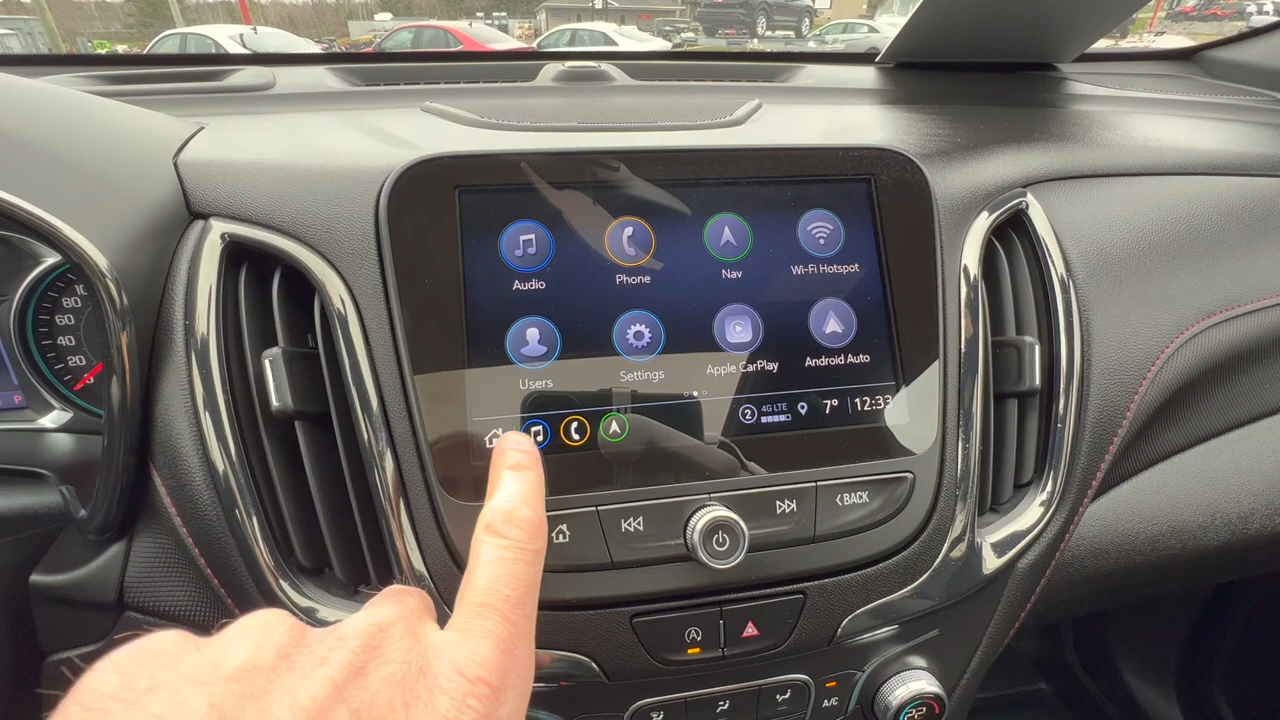 Audio
Phone
Nav
Wi-Fi Hotspot
Users
Settings
Apple CarPlay
Android Auto
2
4G LTE
7°
12:33
BACK
A
A/C
22
80
60
40
20
P